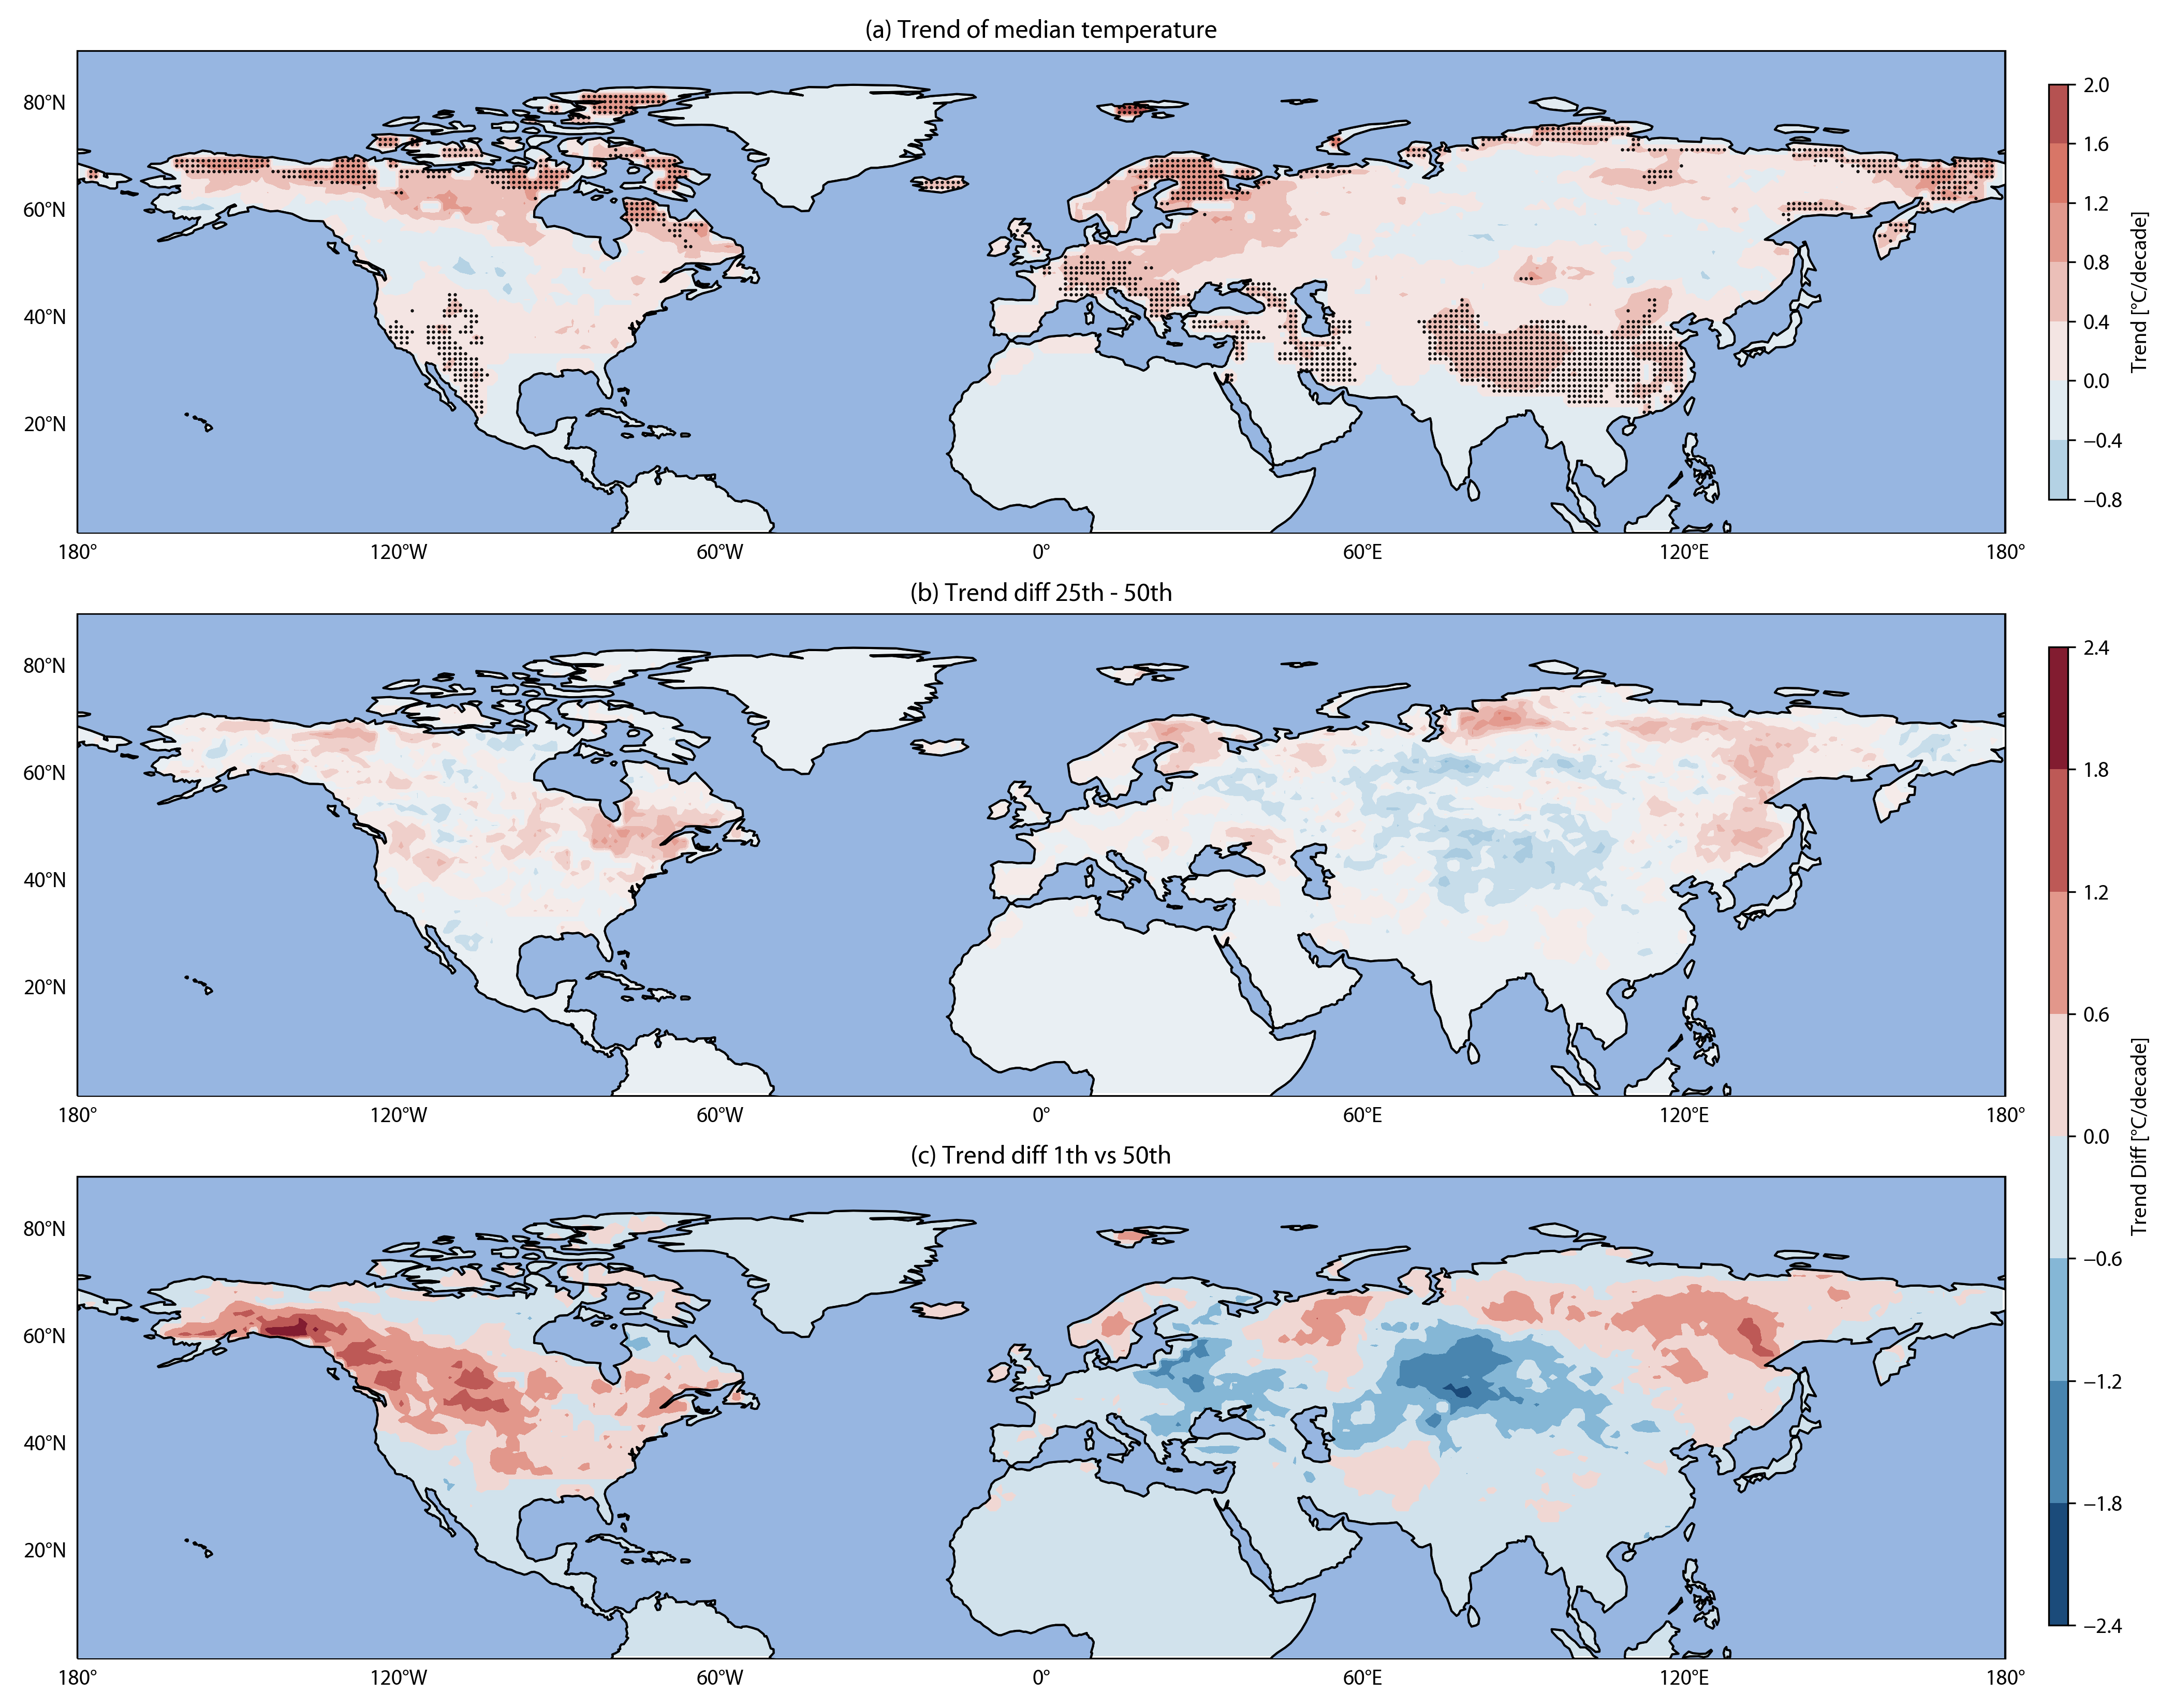 (a) Trend of median temperature
80°N
60°N
40°N
20°N
180° 120°W 60°W 0° 60°E 120°E 180°
2.0
1.6
1.2
0.8
0.4
0.0
−0.4
−0.8
Trend [°C/decade]
(b) Trend diff 25th - 50th
80°N
60°N
40°N
20°N
180° 120°W 60°W 0° 60°E 120°E 180°
(c) Trend diff 1th vs 50th
80°N
60°N
40°N
20°N
180° 120°W 60°W 0° 60°E 120°E 180°
2.4
1.8
1.2
0.6
0.0
−0.6
−1.2
−1.8
−2.4
Trend Diff [°C/decade]